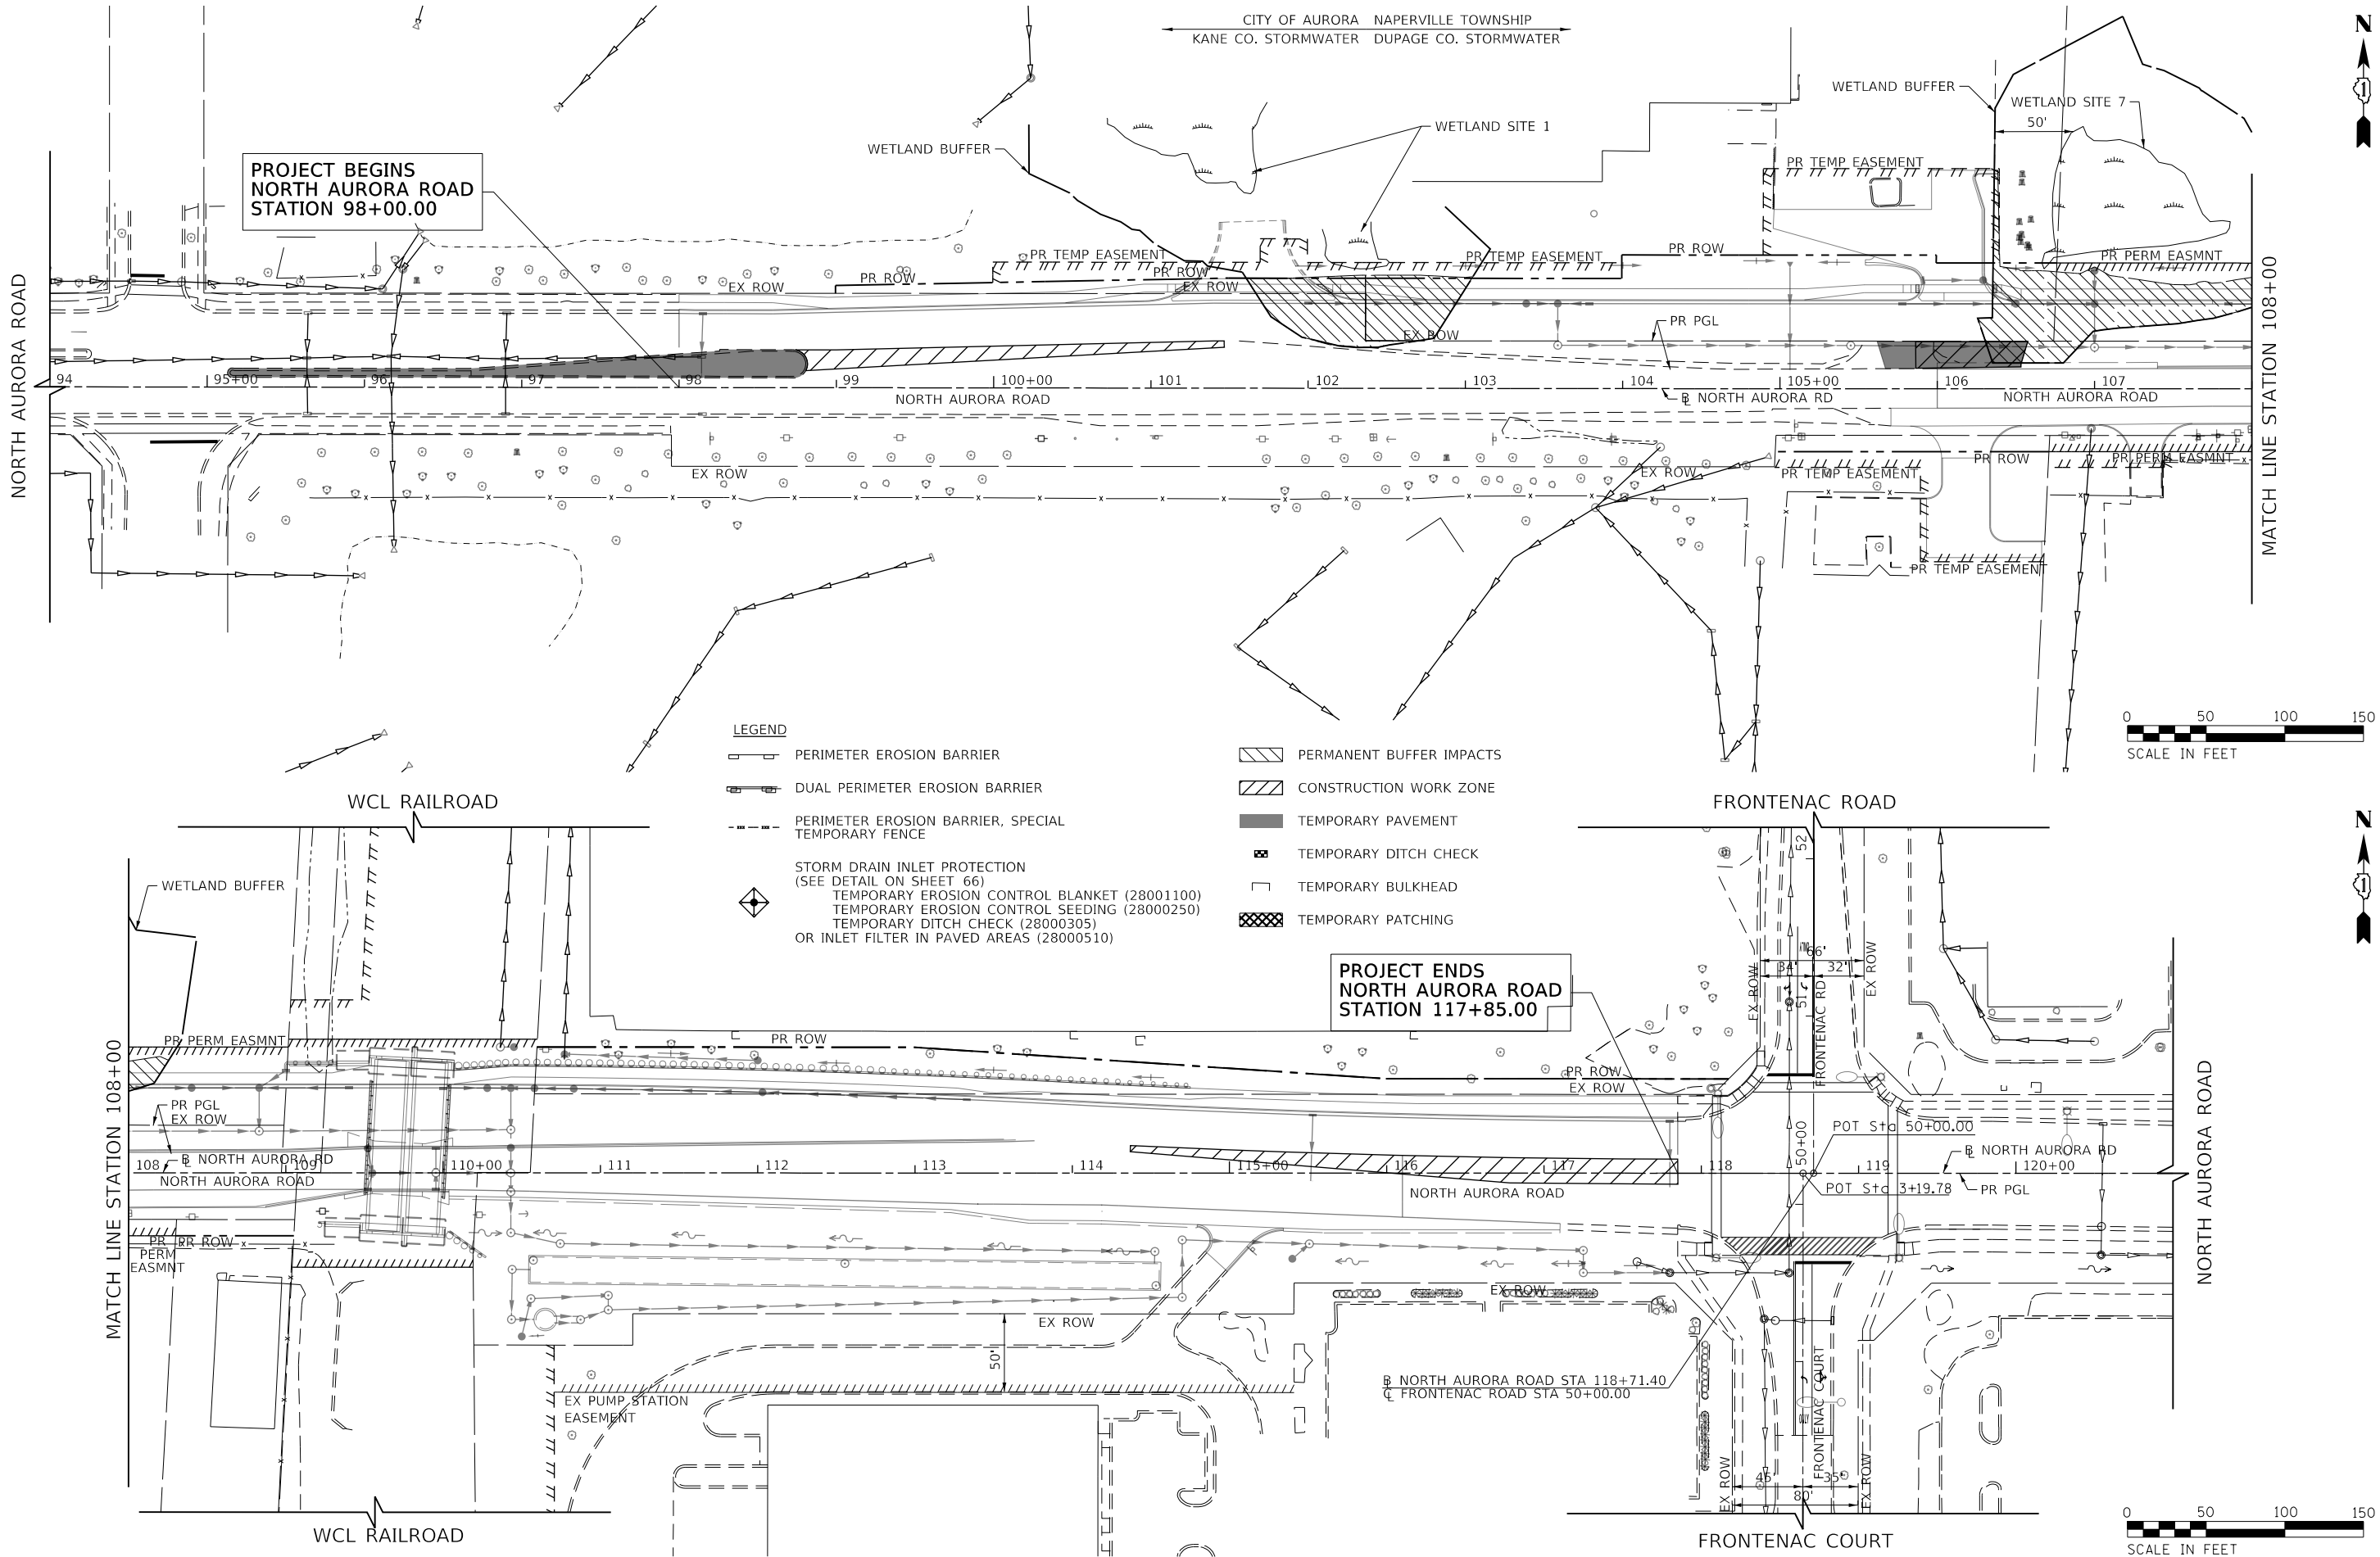 CITY OF AURORA NAPERVILLE TOWNSHIP
KANE CO. STORMWATER DUPAGE CO. STORMWATER
N
1
WETLAND BUFFER
WETLAND SITE 7
50'
WETLAND SITE 1
WETLAND BUFFER
PROJECT BEGINS
NORTH AURORA ROAD
STATION 98+00.00
PR TEMP EASEMENT
PR TEMP EASEMENT
PR TEMP EASEMENT
PR ROW
PR ROW
PR ROW
PR PERM EASMNT
EX ROW
EX ROW
EX ROW
PR PGL
NORTH AURORA ROAD
MATCH LINE STATION 108+00
94
95+00
96
97
98
99
100+00
101
102
103
104
105+00
106
107
NORTH AURORA ROAD
BL NORTH AURORA RD
NORTH AURORA ROAD
EX ROW
EX ROW
PR TEMP EASEMENT
PR ROW
PR PERM EASMNT
PR TEMP EASEMENT
0 50 100 150
SCALE IN FEET
LEGEND
PERIMETER EROSION BARRIER
DUAL PERIMETER EROSION BARRIER
PERIMETER EROSION BARRIER, SPECIAL
TEMPORARY FENCE
STORM DRAIN INLET PROTECTION
(SEE DETAIL ON SHEET 66)
TEMPORARY EROSION CONTROL BLANKET (28001100)
TEMPORARY EROSION CONTROL SEEDING (28000250)
TEMPORARY DITCH CHECK (28000305)
OR INLET FILTER IN PAVED AREAS (28000510)
PERMANENT BUFFER IMPACTS
CONSTRUCTION WORK ZONE
TEMPORARY PAVEMENT
TEMPORARY DITCH CHECK
TEMPORARY BULKHEAD
TEMPORARY PATCHING
WCL RAILROAD
FRONTENAC ROAD
N
1
WETLAND BUFFER
PROJECT ENDS
NORTH AURORA ROAD
STATION 117+85.00
52
66'
34' 32'
EX ROW
EX ROW
51
FRONTENAC RD
PR PERM EASMNT
PR ROW
PR ROW
EX ROW
MATCH LINE STATION 108+00
PR PGL
EX ROW
BL NORTH AURORA RD
NORTH AURORA ROAD
108
109
110+00
111
112
113
114
115+00
116
117
118
119
120+00
NORTH AURORA ROAD
50+00
POT Sta 50+00.00
BL NORTH AURORA RD
POT Sta 3+19.78
PR PGL
NORTH AURORA ROAD
PR ROW
PR
PERM
EASMNT
EX ROW
EX ROW
50'
EX PUMP STATION
EASEMENT
BL NORTH AURORA ROAD STA 118+71.40
CL FRONTENAC ROAD STA 50+00.00
FRONTENAC COURT
EX ROW
EX ROW
35'
80'
WCL RAILROAD
FRONTENAC COURT
0 50 100 150
SCALE IN FEET